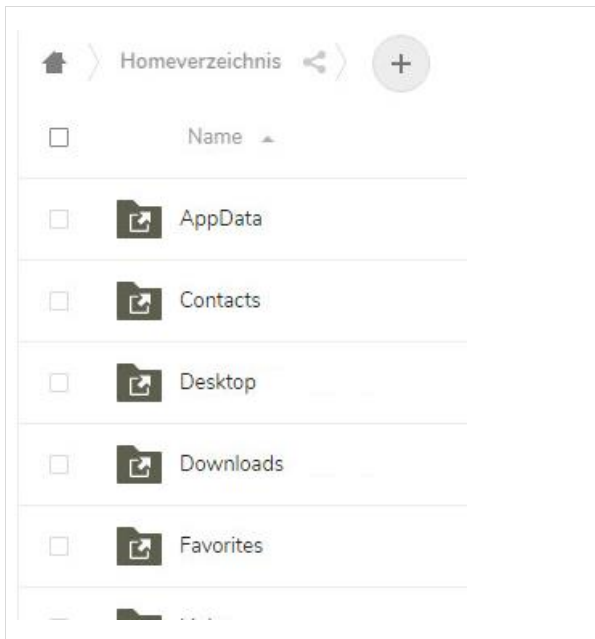 Homeverzeichnis
Name
AppData
Contacts
Desktop
Downloads
Favorites